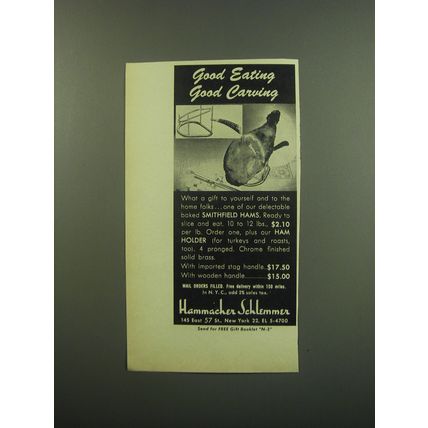 Good Eating
Good Carving
What a gift to yourself and to the
home folks...one of our delectable
baked SMITHFIELD HAMS. Ready to
slice and eat. 10 to 12 lbs., $2.10
per lb. Order one, plus our HAM
HOLDER (for turkeys and roasts,
too). 4 pronged. Chrome finished
solid brass.
With imported stag handle..$17.50
With wooden handle..........$15.00
MAIL ORDERS FILLED. Free delivery within 150 miles.
In N.Y.C., add 2% sales tax.
Hammacher Schlemmer
145 East 57 St., New York 22, EL 5-4700
Send for FREE Gift Booklet "N-5"